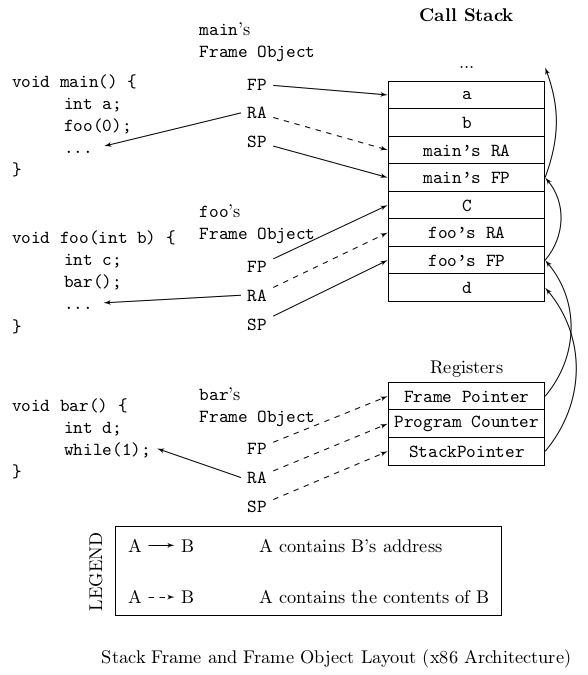 Call Stack
...
a
b
main's RA
main's FP
C
foo's RA
foo's FP
d
main's
Frame Object
FP
RA
SP
void main() {
int a;
foo(0);
...
}
foo's
Frame Object
FP
RA
SP
void foo(int b) {
int c;
bar();
...
}
Registers
Frame Pointer
Program Counter
StackPointer
bar's
Frame Object
FP
RA
SP
void bar() {
int d;
while(1);
}
LEGEND
A B A contains B's address
A B A contains the contents of B
Stack Frame and Frame Object Layout (x86 Architecture)